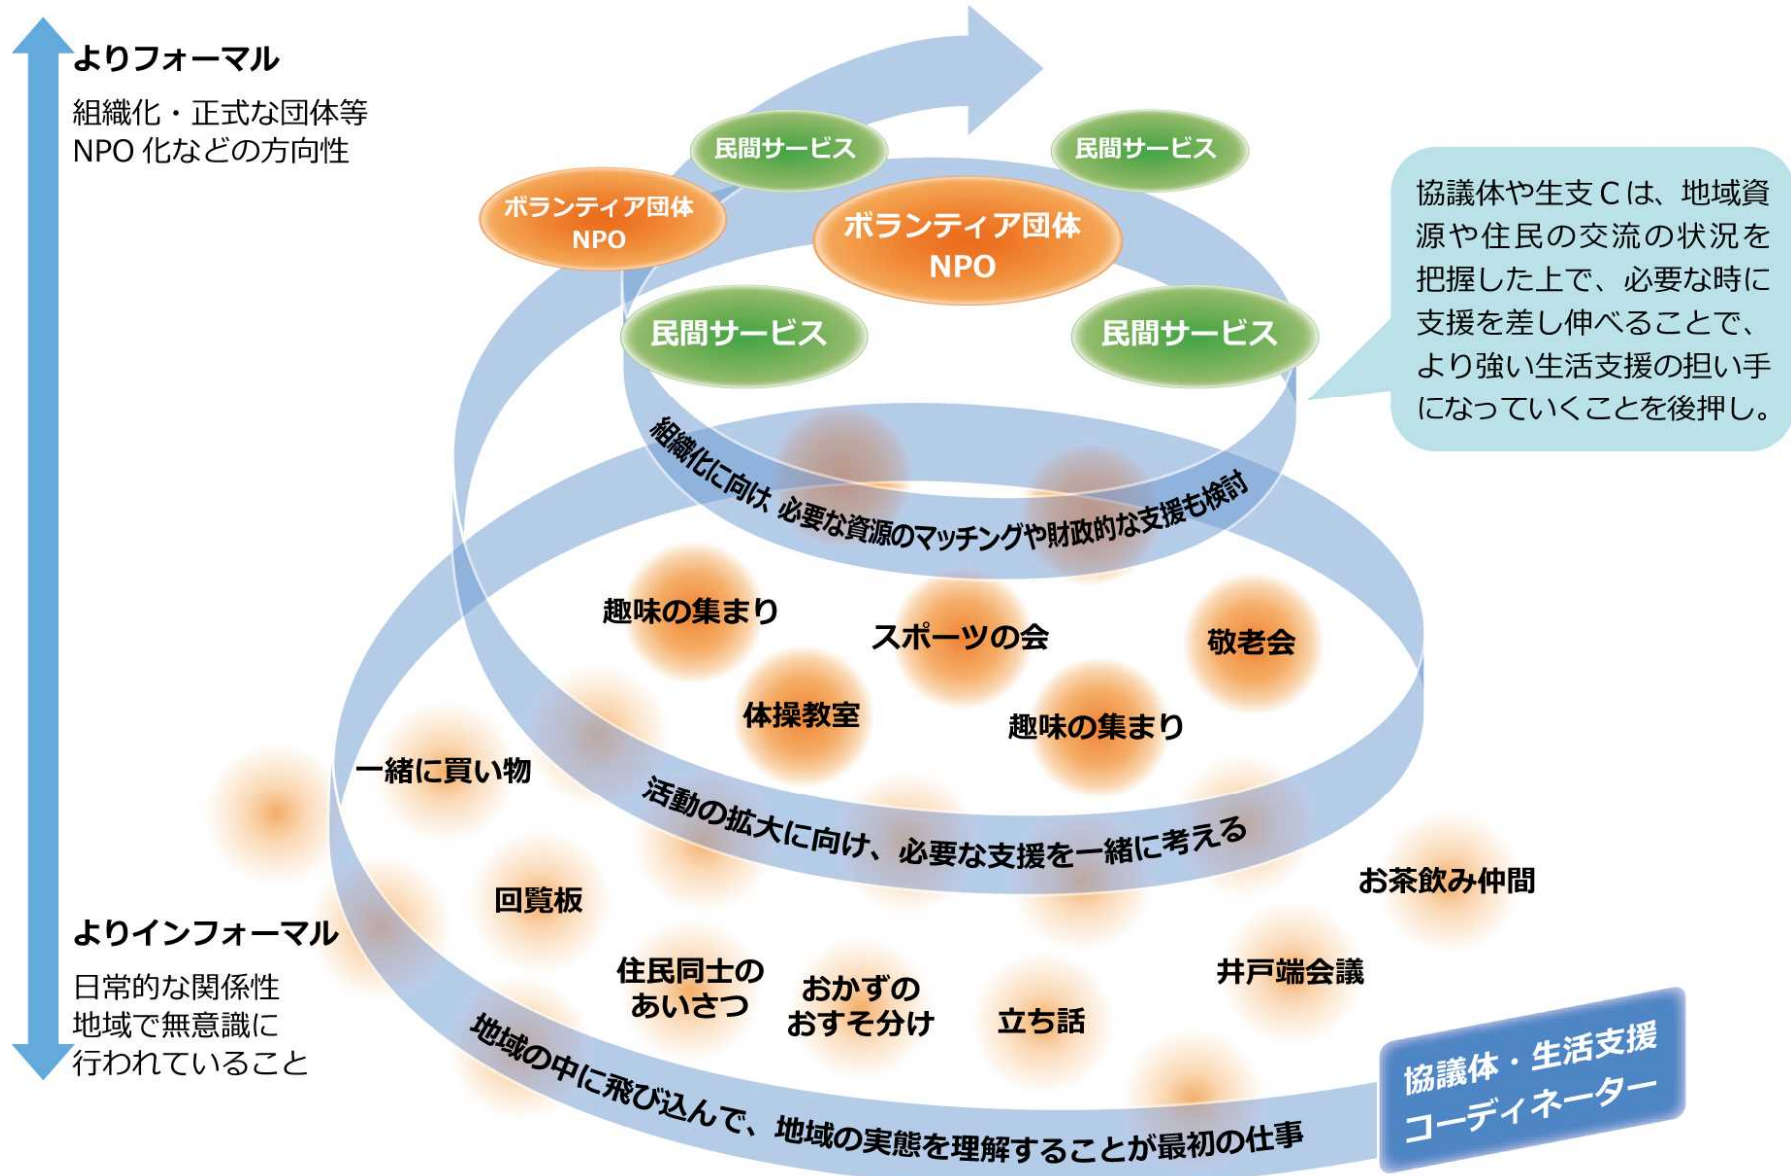 よりフォーマル
組織化・正式な団体等
NPO 化などの方向性
民間サービス
民間サービス
ボランティア団体
NPO
ボランティア団体
NPO
民間サービス
民間サービス
協議体や生支 C は、地域資
源や住民の交流の状況を
把握した上で、必要な時に
支援を差し伸べることで、
より強い生活支援の担い手
になっていくことを後押し。
組織化に向け、必要な資源のマッチングや財政的な支援も検討
趣味の集まり
スポーツの会
敬老会
体操教室
趣味の集まり
一緒に買い物
活動の拡大に向け、必要な支援を一緒に考える
お茶飲み仲間
回覧板
よりインフォーマル
日常的な関係性
地域で無意識に
行われていること
住民同士の
あいさつ
おかずの
おすそ分け
立ち話
井戸端会議
地域の中に飛び込んで、地域の実態を理解することが最初の仕事
協議体・生活支援
コーディネーター